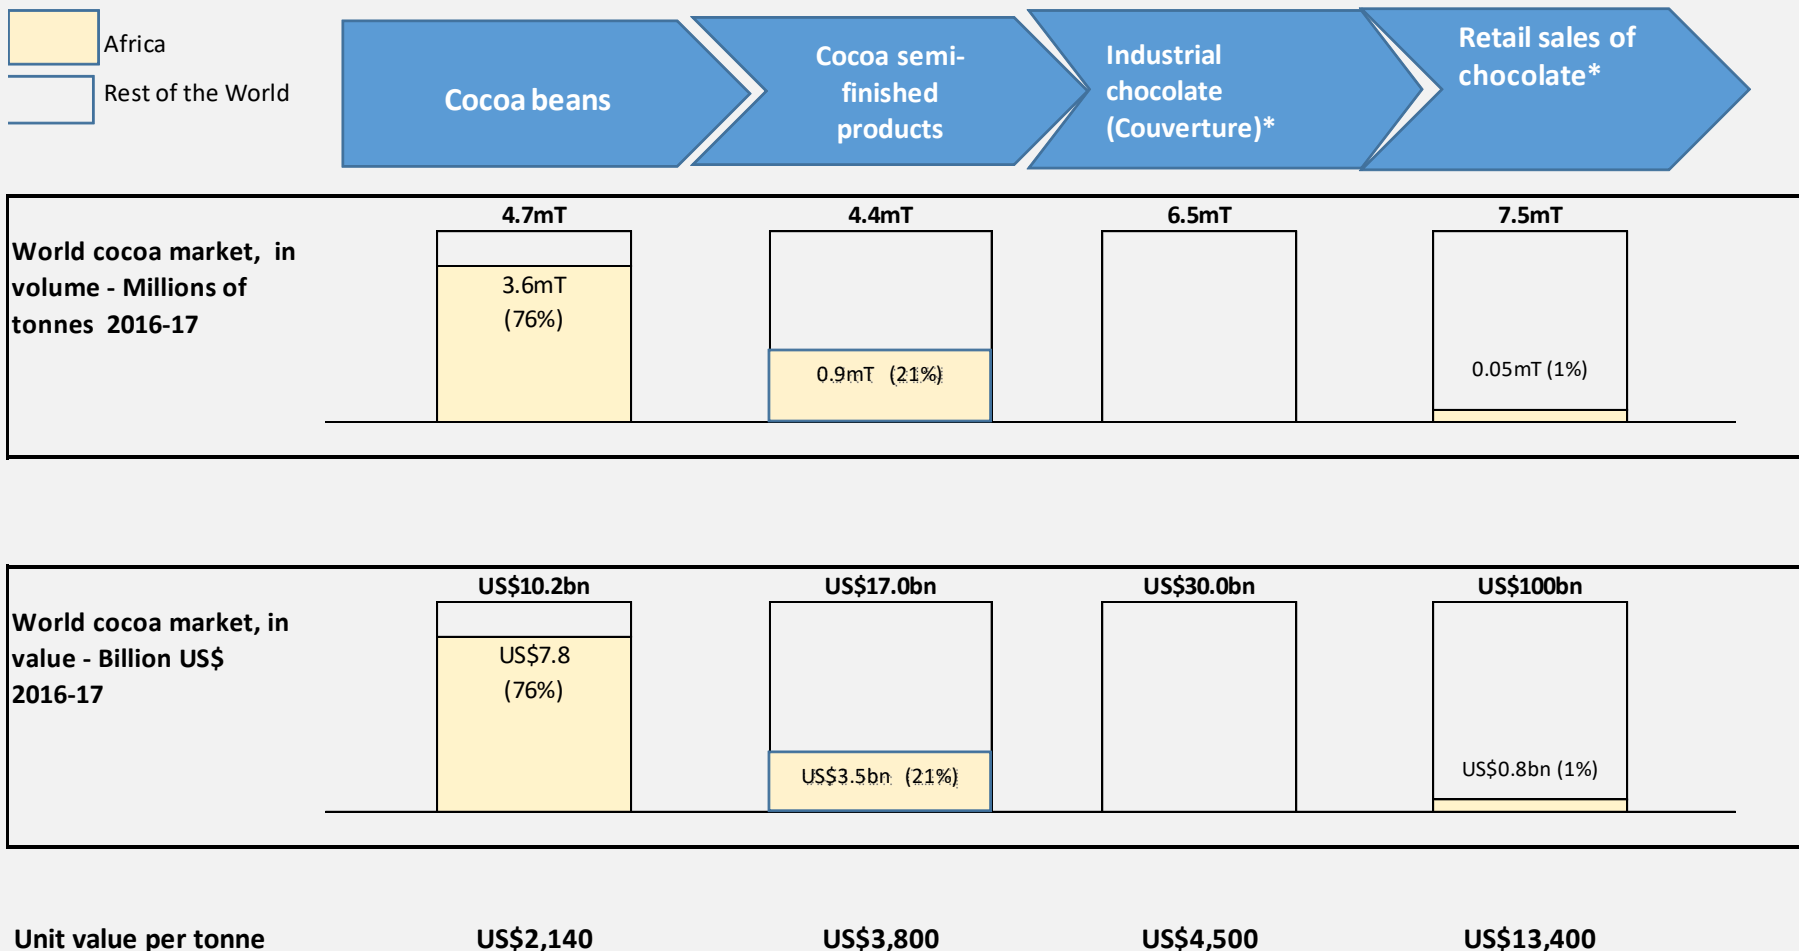 Africa
Rest of the World
Cocoa beans
Cocoa semi-
finished
products
Industrial
chocolate
(Couverture)*
Retail sales of
chocolate*
World cocoa market, in
volume - Millions of
tonnes 2016-17
4.7mT
4.4mT
6.5mT
7.5mT
3.6mT
(76%)
0.9mT (21%)
0.05mT (1%)
World cocoa market, in
value - Billion US$
2016-17
US$10.2bn
US$17.0bn
US$30.0bn
US$100bn
US$7.8
(76%)
US$3.5bn (21%)
US$0.8bn (1%)
Unit value per tonne
US$2,140
US$3,800
US$4,500
US$13,400